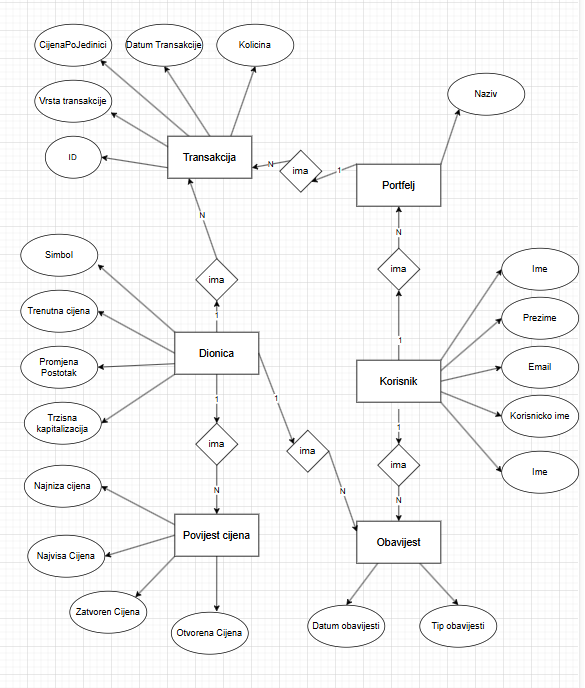 CijenaPoJedinici
Datum Transakcije
Kolicina
Vrsta transakcije
Naziv
ID
Transakcija
N
ima
1
Portfelj
N
N
Simbol
ima
ima
Ime
Trenutna cijena
1
Prezime
Dionica
1
Promjena
Postotak
Email
Korisnik
1
1
Trzisna
kapitalizacija
Korisnicko ime
1
ima
ima
ima
Ime
Najniza cijena
N
N
N
Povijest cijena
Obavijest
Najvisa Cijena
Zatvoren Cijena
Otvorena Cijena
Datum obavijesti
Tip obavijesti